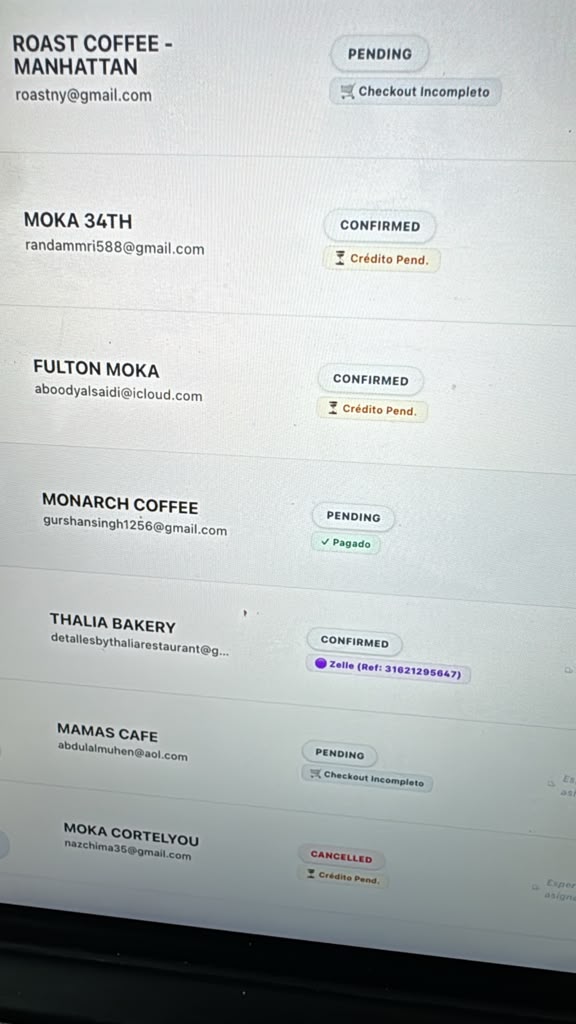 ROAST COFFEE -
MANHATTAN
roastny@gmail.com
PENDING
Checkout Incompleto
MOKA 34TH
randammri588@gmail.com
CONFIRMED
Crédito Pend.
FULTON MOKA
aboodyalsaidi@icloud.com
CONFIRMED
Crédito Pend.
MONARCH COFFEE
gurshansingh1256@gmail.com
PENDING
✓ Pagado
THALIA BAKERY
detallesbythaliarestaurant@g...
CONFIRMED
Zelle (Ref: 31621295647)
MAMAS CAFE
abdulalmuhen@aol.com
PENDING
Checkout Incompleto
MOKA CORTELYOU
nazchima35@gmail.com
CANCELLED
Crédito Pend.